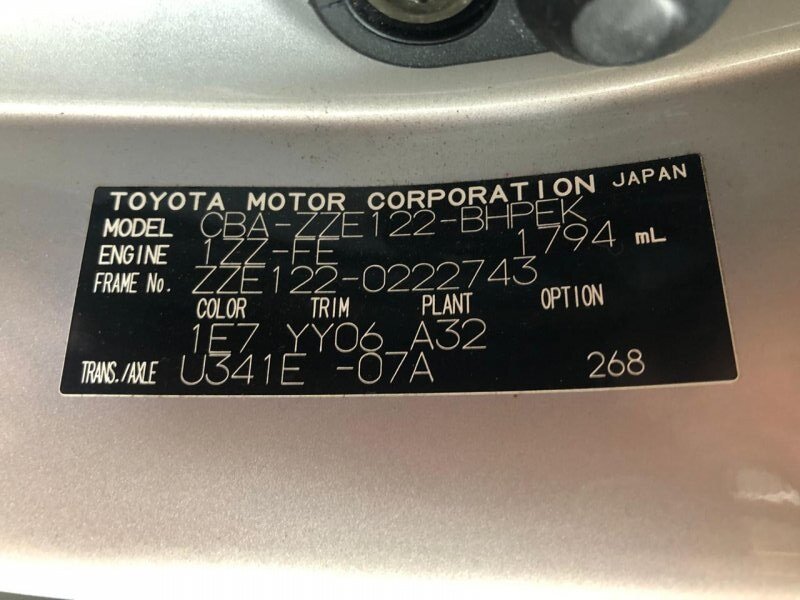 TOYOTA MOTOR CORPORATION JAPAN
MODEL CBA-ZZE122-BHPEK
ENGINE 1ZZ-FE 1794 mL
FRAME No. ZZE122-0222743
COLOR TRIM PLANT OPTION
1E7 YY06 A32
TRANS./AXLE U341E -07A 268